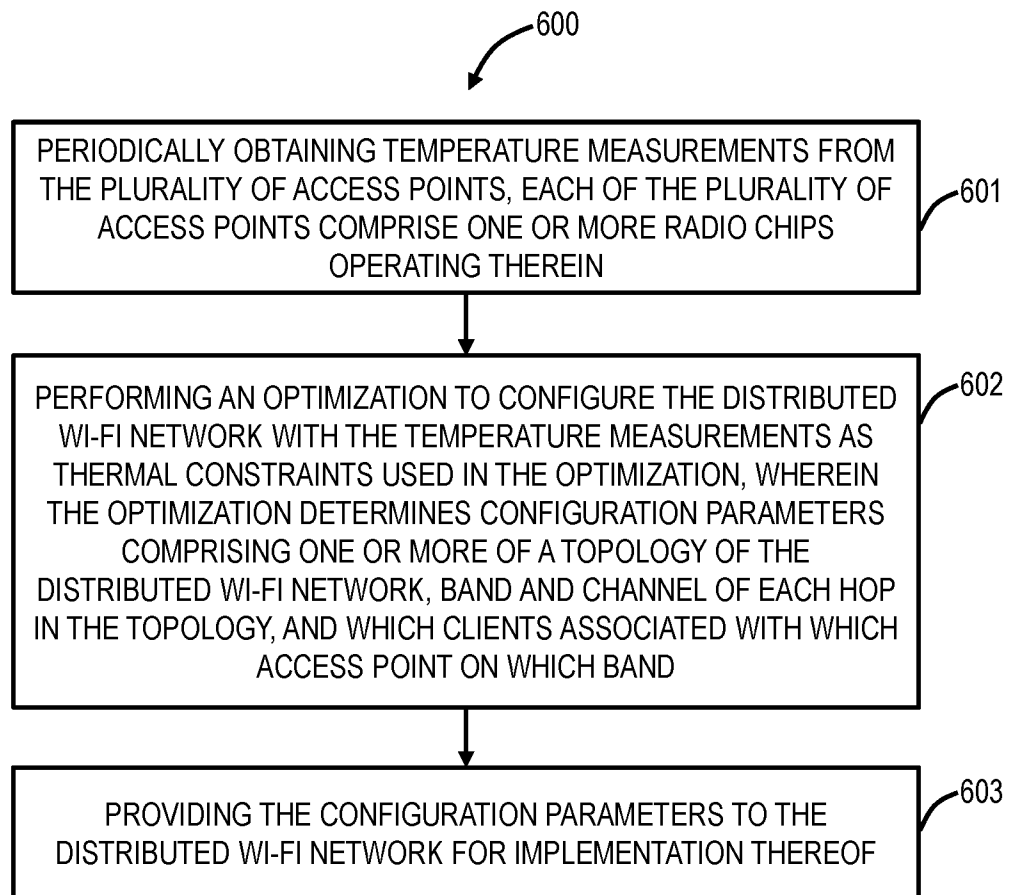 600
PERIODICALLY OBTAINING TEMPERATURE MEASUREMENTS FROM
THE PLURALITY OF ACCESS POINTS, EACH OF THE PLURALITY OF
ACCESS POINTS COMPRISE ONE OR MORE RADIO CHIPS
OPERATING THEREIN
601
PERFORMING AN OPTIMIZATION TO CONFIGURE THE DISTRIBUTED
WI-FI NETWORK WITH THE TEMPERATURE MEASUREMENTS AS
THERMAL CONSTRAINTS USED IN THE OPTIMIZATION, WHEREIN
THE OPTIMIZATION DETERMINES CONFIGURATION PARAMETERS
COMPRISING ONE OR MORE OF A TOPOLOGY OF THE
DISTRIBUTED WI-FI NETWORK, BAND AND CHANNEL OF EACH HOP
IN THE TOPOLOGY, AND WHICH CLIENTS ASSOCIATED WITH WHICH
ACCESS POINT ON WHICH BAND
602
PROVIDING THE CONFIGURATION PARAMETERS TO THE
DISTRIBUTED WI-FI NETWORK FOR IMPLEMENTATION THEREOF
603